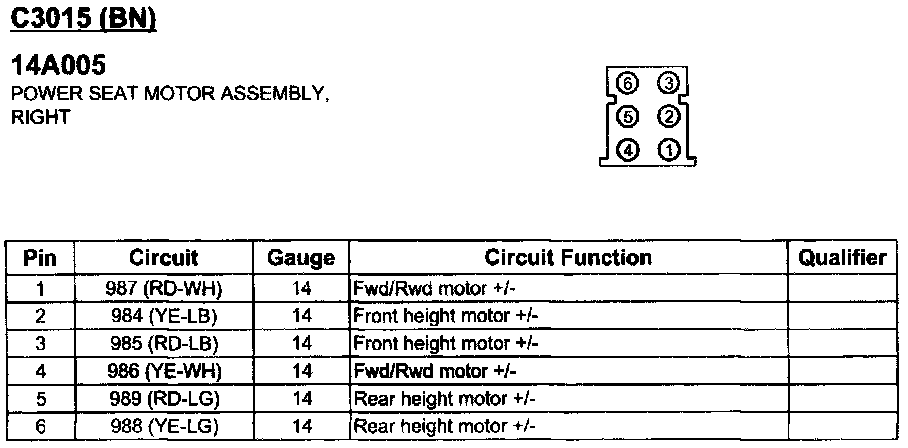 C3015 (BN)
14A005
POWER SEAT MOTOR ASSEMBLY,
RIGHT
6 3
5 2
4 1
Pin Circuit Gauge Circuit Function Qualifier
1 987 (RD-WH) 14 Fwd/Rwd motor +/-
2 984 (YE-LB) 14 Front height motor +/-
3 985 (RD-LB) 14 Front height motor +/-
4 986 (YE-WH) 14 Fwd/Rwd motor +/-
5 989 (RD-LG) 14 Rear height motor +/-
6 988 (YE-LG) 14 Rear height motor +/-